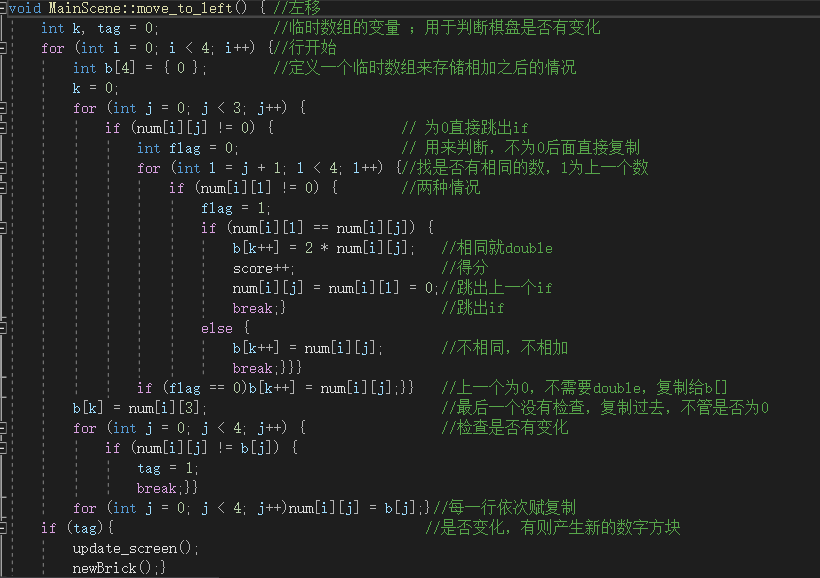 void MainScene::move_to_left() { //左移
int k, tag = 0; //临时数组的变量 ；用于判断棋盘是否有变化
for (int i = 0; i < 4; i++) {//行开始
int b[4] = { 0 }; //定义一个临时数组来存储相加之后的情况
k = 0;
for (int j = 0; j < 3; j++) {
if (num[i][j] != 0) { // 为0直接跳出if
int flag = 0; // 用来判断，不为0后面直接复制
for (int l = j + 1; l < 4; l++) {//找是否有相同的数，l为上一个数
if (num[i][l] != 0) { //两种情况
flag = 1;
if (num[i][l] == num[i][j]) {
b[k++] = 2 * num[i][j]; //相同就double
score++; //得分
num[i][j] = num[i][l] = 0;//跳出上一个if
break;} //跳出if
else {
b[k++] = num[i][j]; //不相同，不相加
break;}}}
if (flag == 0)b[k++] = num[i][j];}} //上一个为0，不需要double，复制给b[]
b[k] = num[i][3]; //最后一个没有检查，复制过去，不管是否为0
for (int j = 0; j < 4; j++) { //检查是否有变化
if (num[i][j] != b[j]) {
tag = 1;
break;}}
for (int j = 0; j < 4; j++)num[i][j] = b[j];}//每一行依次赋复制
if (tag){ //是否变化，有则产生新的数字方块
update_screen();
newBrick();}